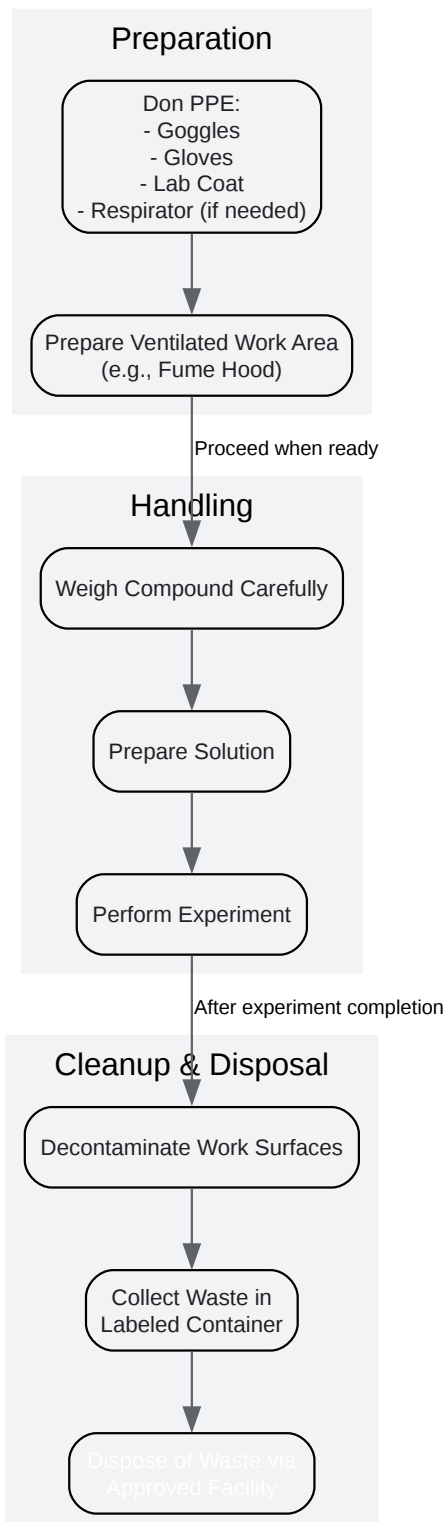 Preparation
Don PPE:
- Goggles
- Gloves
- Lab Coat
- Respirator (if needed)
Prepare Ventilated Work Area
(e.g., Fume Hood)
Proceed when ready
Handling
Weigh Compound Carefully
Prepare Solution
Perform Experiment
After experiment completion
Cleanup & Disposal
Decontaminate Work Surfaces
Collect Waste in
Labeled Container
Dispose of Waste via
Approved Facility